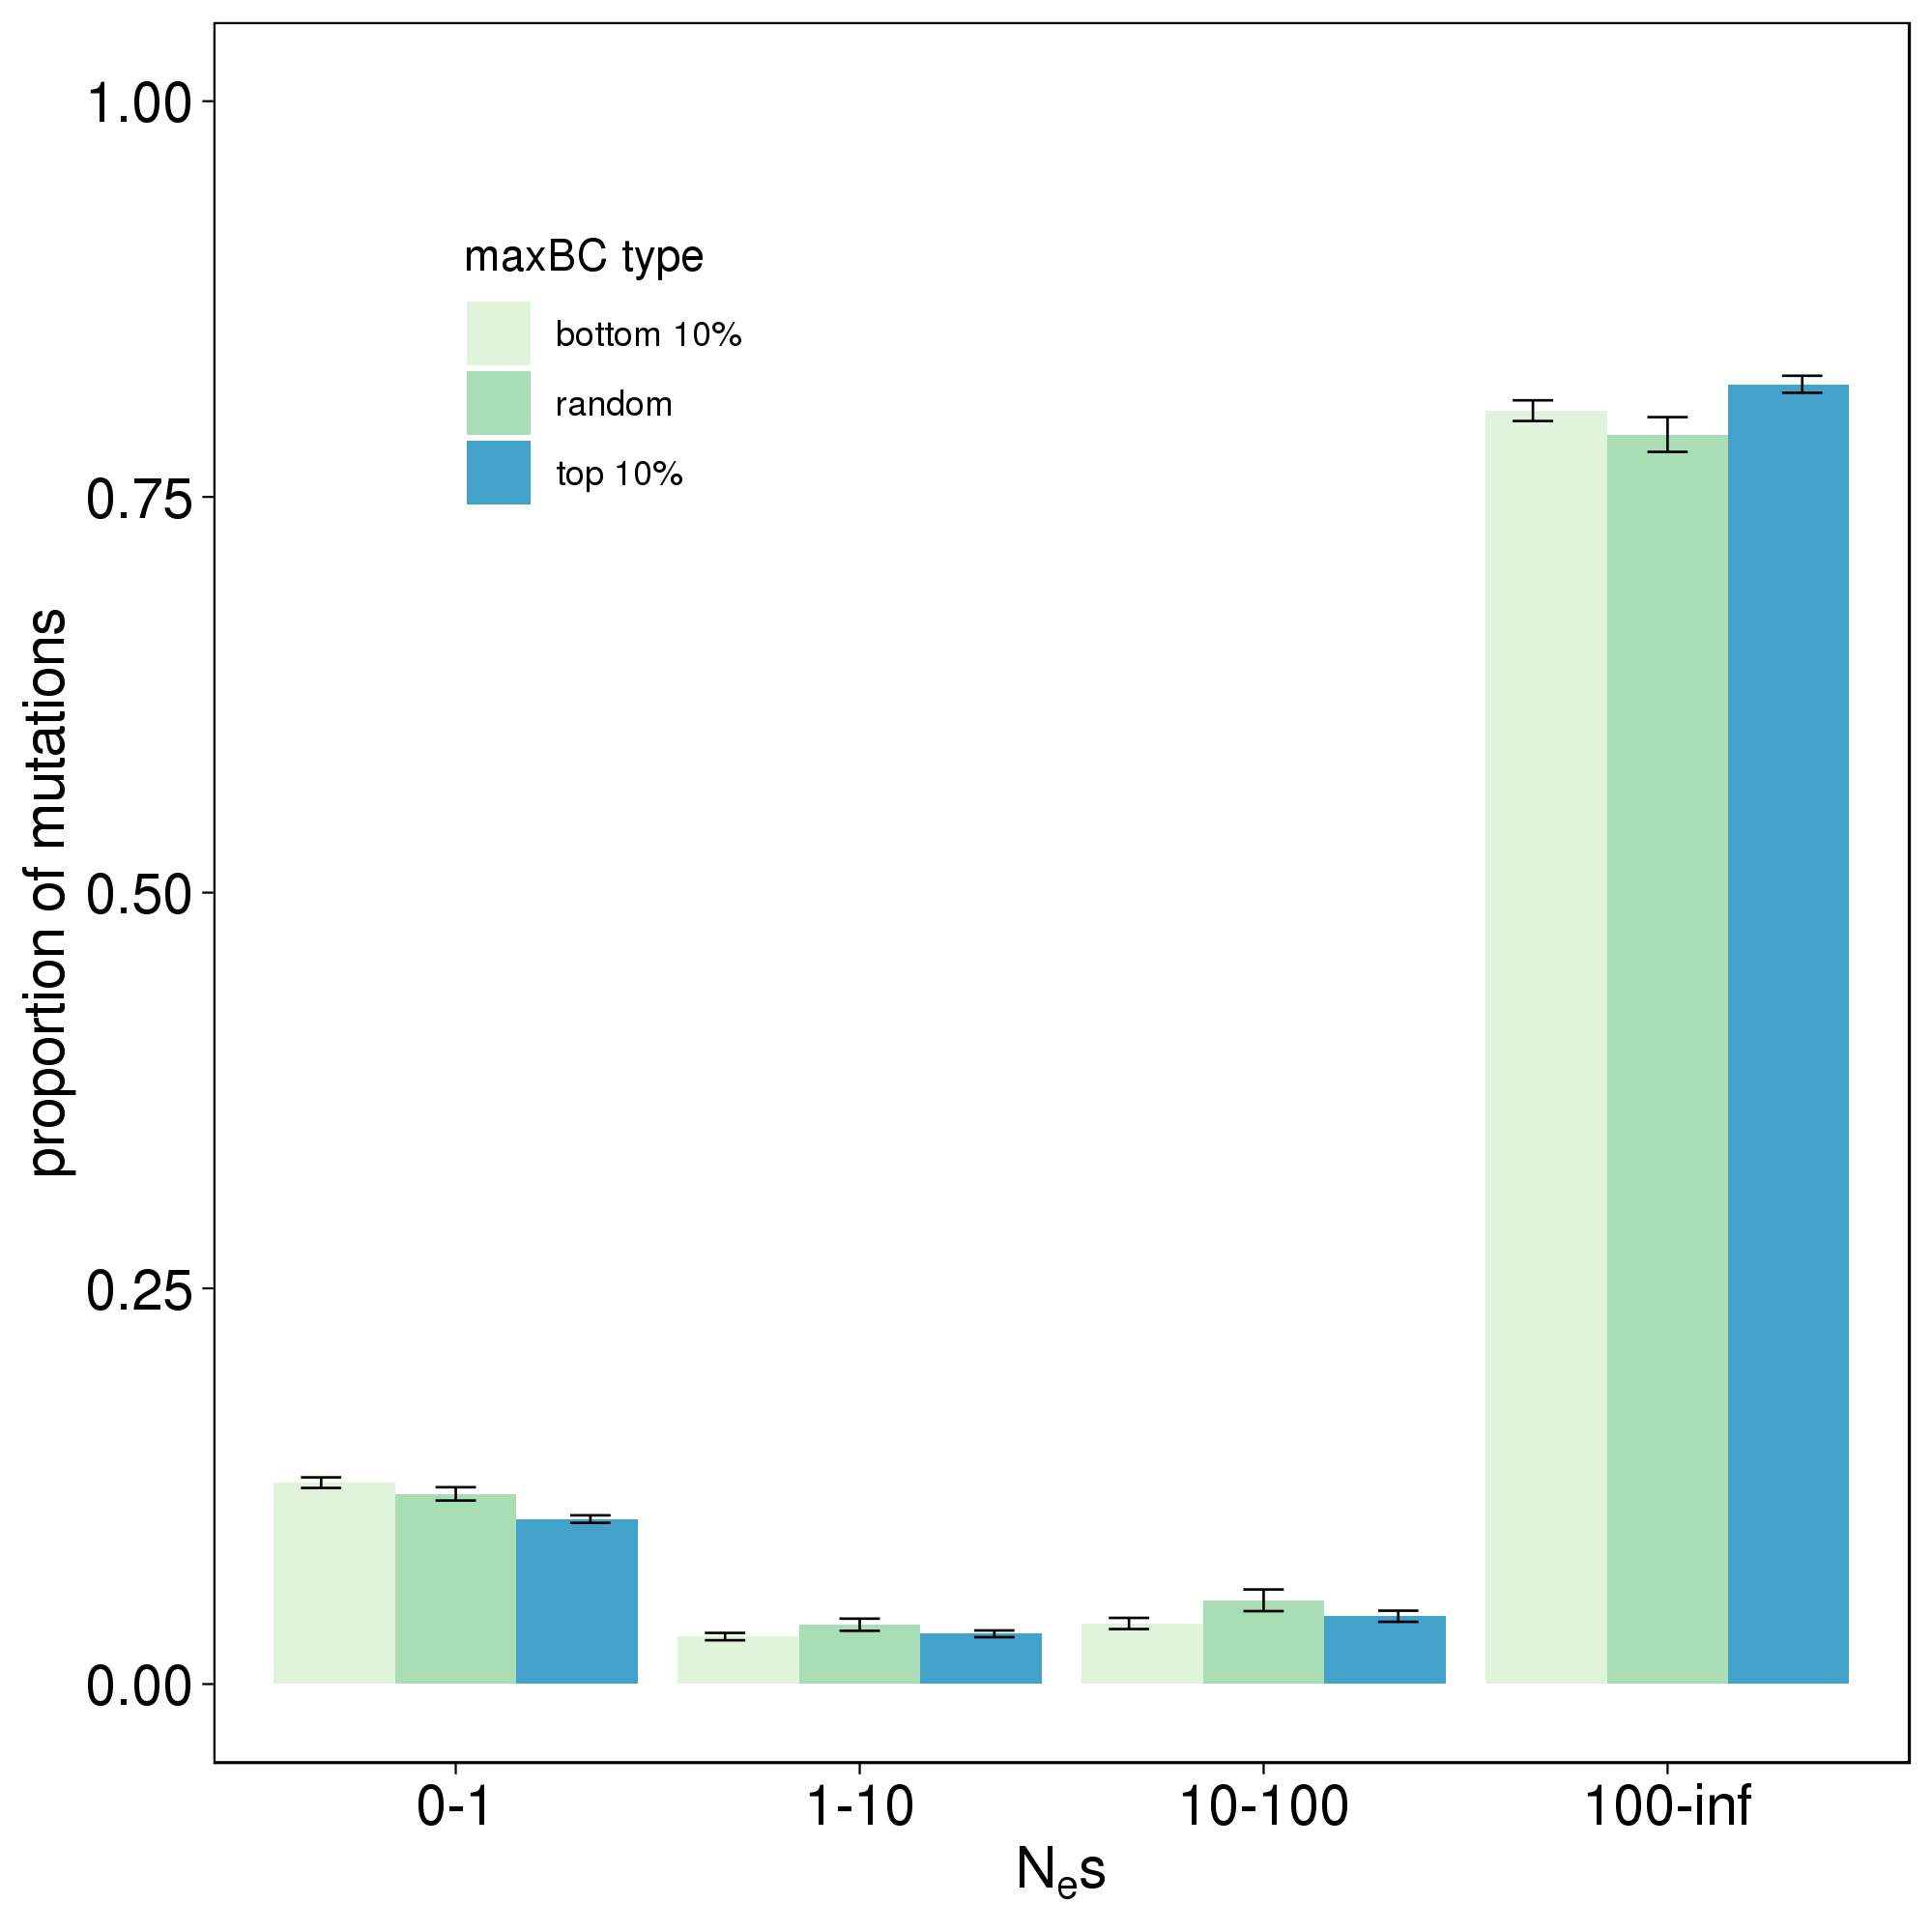 1.00
0.75
0.50
0.25
0.00
proportion of mutations
maxBC type
bottom 10%
random
top 10%
0-1
1-10
10-100
100-inf
Nes